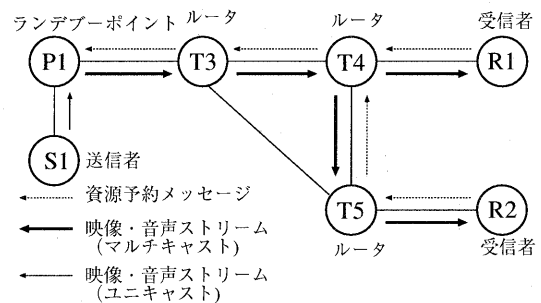 ランデブーポイント
ルータ
ルータ
受信者
P1
T3
T4
R1
S1
送信者
資源予約メッセージ
映像・音声ストリーム
(マルチキャスト)
映像・音声ストリーム
(ユニキャスト)
T5
ルータ
R2
受信者